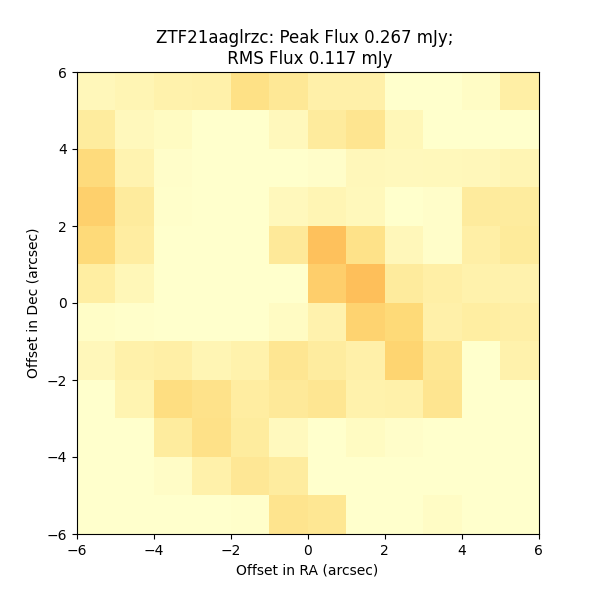 ZTF21aaglrzc: Peak Flux 0.267 mJy;
RMS Flux 0.117 mJy
6
4
2
0
−2
−4
−6
Offset in Dec (arcsec)
−6 −4 −2 0 2 4 6
Offset in RA (arcsec)